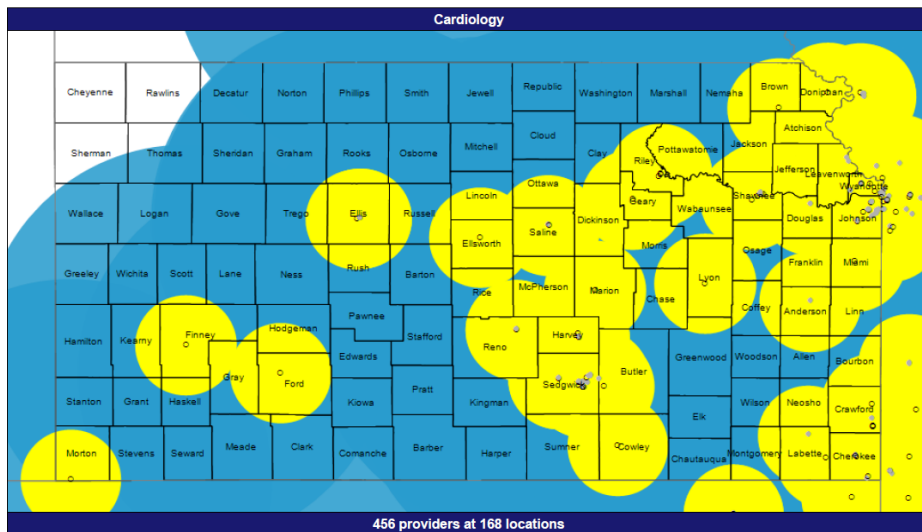 Cardiology
Cheyenne Rawlins Decatur Norton Phillips Smith Jewell Republic Washington Marshall Nemaha Brown Doniphan
Atchison
Sherman Thomas Sheridan Graham Rooks Osborne Mitchell Cloud Clay Riley Pottawatomie Jackson Jefferson Leavenworth
Wyandotte
Wallace Logan Gove Trego Ellis Russell Lincoln Ottawa Dickinson Geary Wabaunsee Shawnee Douglas Johnson
Ellsworth Saline Morris Osage
Greeley Wichita Scott Lane Ness Rush Barton Rice McPherson Marion Chase Lyon Coffey Franklin Miami
Anderson Linn
Hamilton Kearny Finney Hodgeman Pawnee Stafford Reno Harvey
Gray Ford Edwards Sedgwick Butler Greenwood Woodson Allen Bourbon
Stanton Grant Haskell Kiowa Pratt Kingman Elk Wilson Neosho Crawford
Morton Stevens Seward Meade Clark Comanche Barber Harper Sumner Cowley Chautauqua Montgomery Labette Cherokee
456 providers at 168 locations